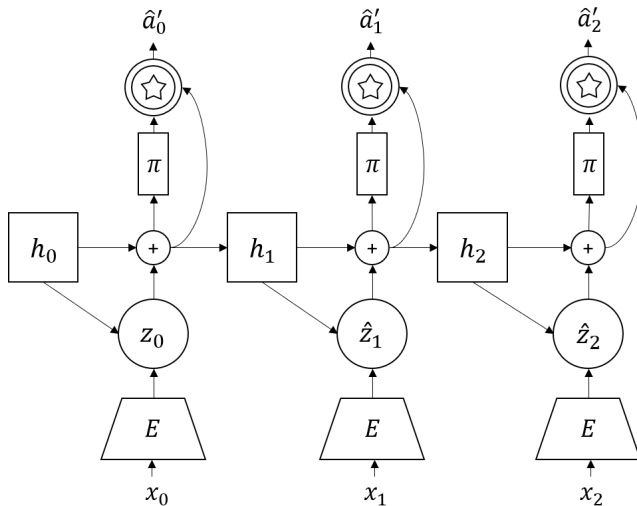 â′₀ â′₁ â′₂
π π π
h₀ + h₁ + h₂ +
z₀ ẑ₁ ẑ₂
E E E
x₀ x₁ x₂